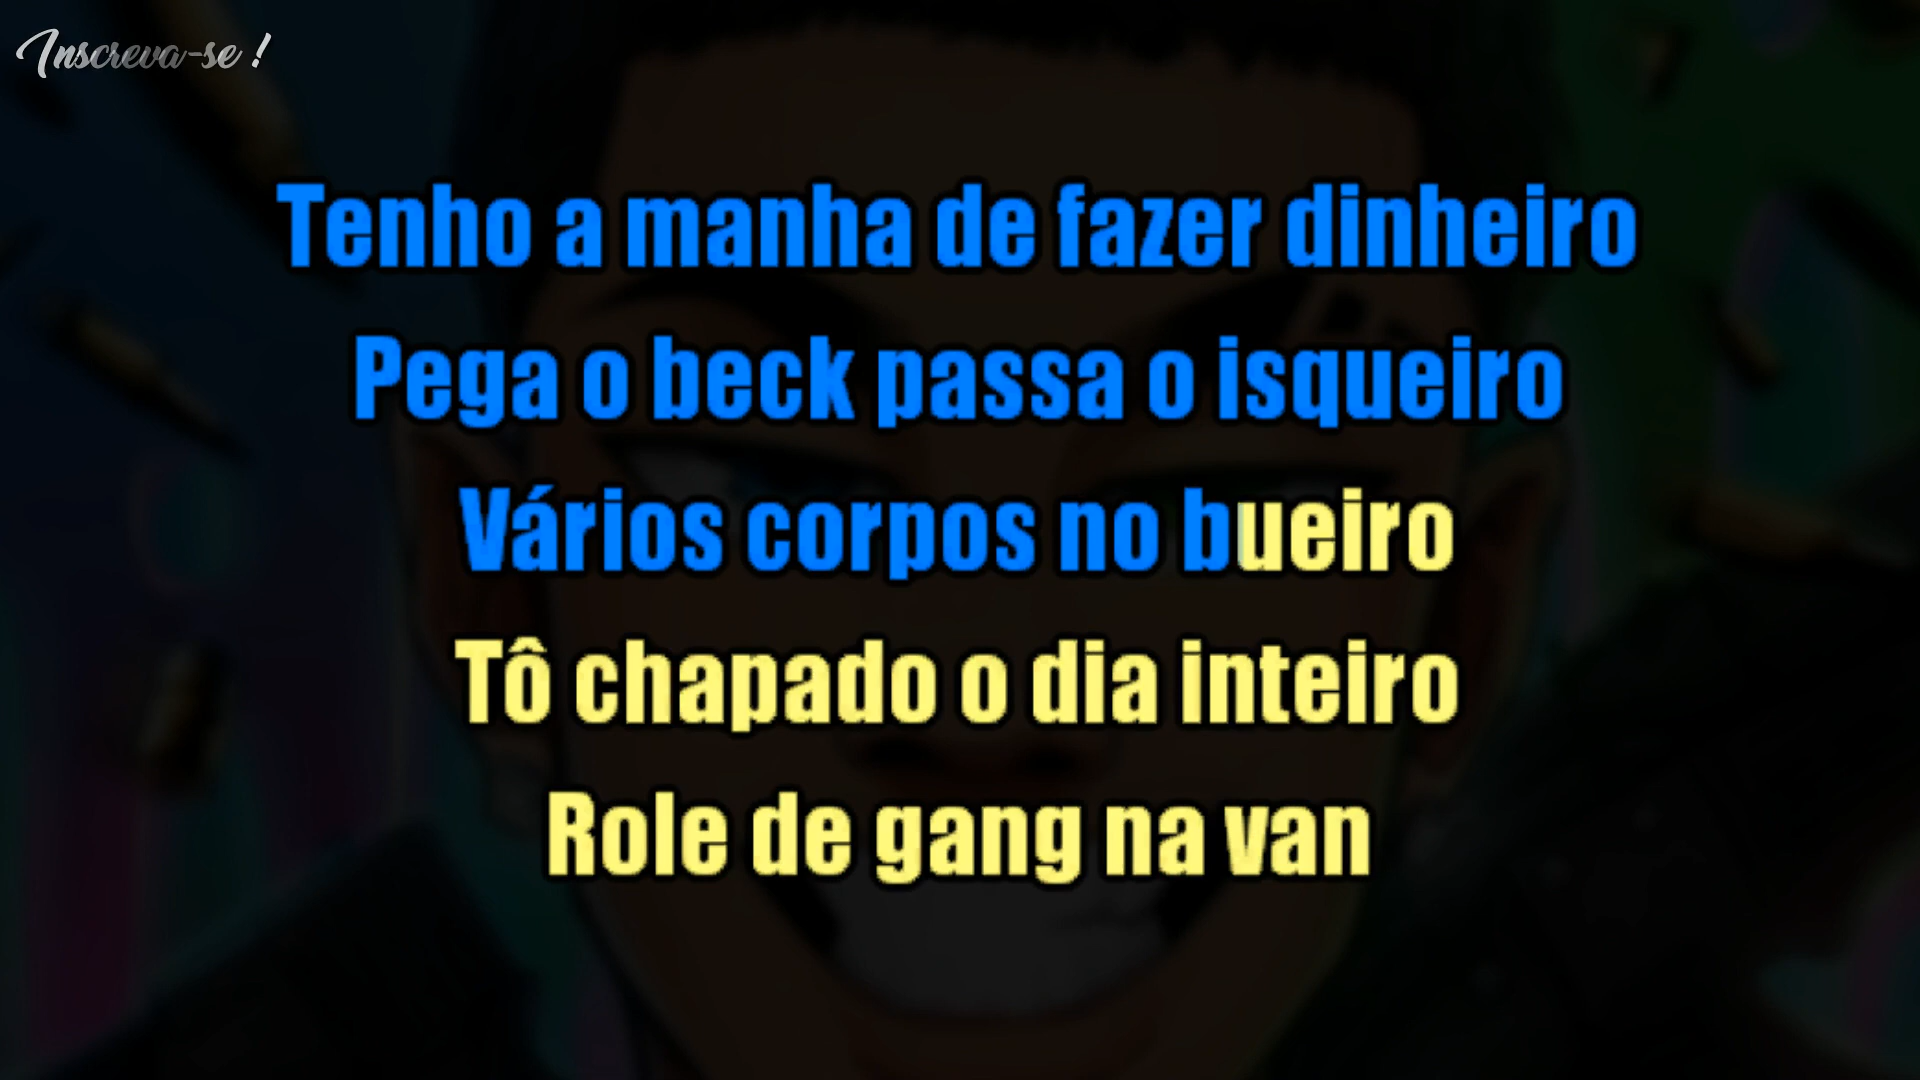 Inscreva-se !
Tenho a manha de fazer dinheiro
Pega o beck passa o isqueiro
Vários corpos no bueiro
Tô chapado o dia inteiro
Role de gang na van